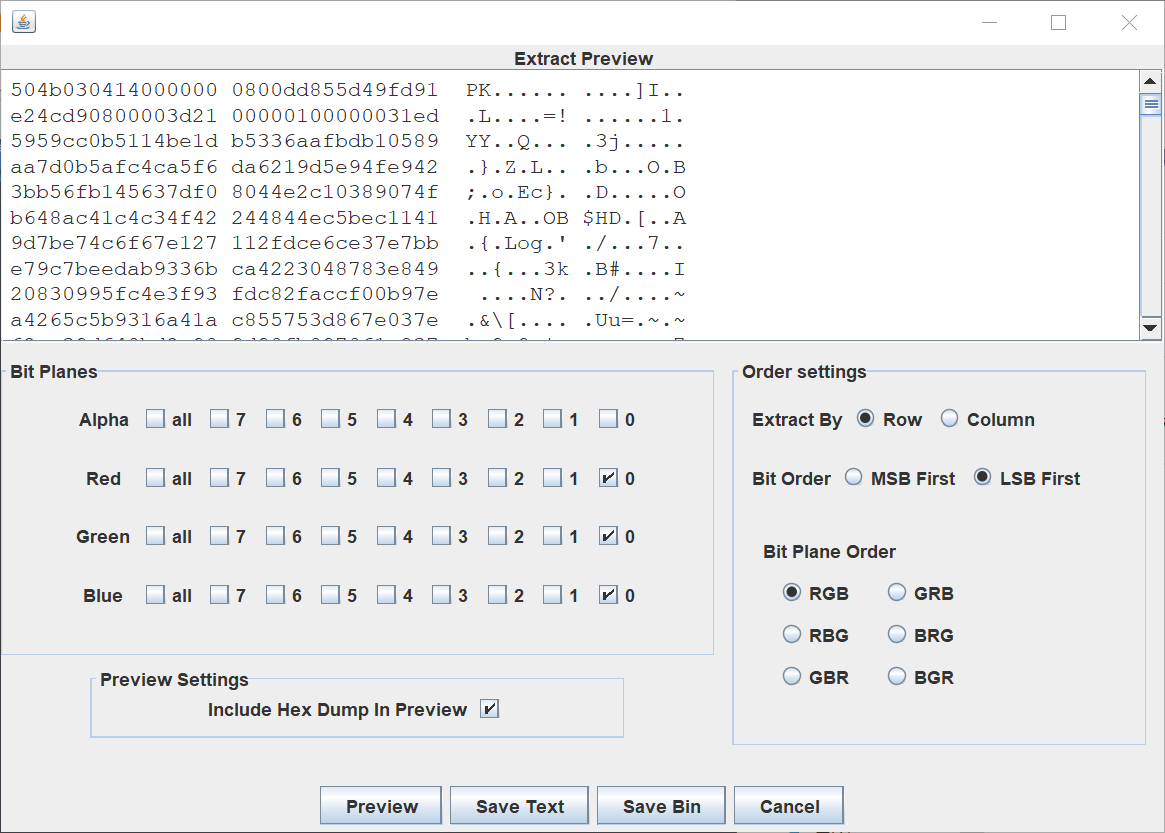 Extract Preview
504b030414000000 0800dd855d49fd91 PK...... ....]I..
e24cd90800003d21 00000100000031ed .L....=! ......1.
5959cc0b5114be1d b5336aafbdb10589 YY..Q... .3j.....
aa7d0b5afc4ca5f6 da6219d5e94fe942 .}.Z.L.. .b...O.B
3bb56fb145637df0 8044e2c10389074f ;.o.Ec}. .D.....O
b648ac41c4c34f42 244844ec5bec1141 .H.A..OB $HD.[..A
9d7be74c6f67e127 112fdce6ce37e7bb .{.Log.' ./...7..
e79c7beedab9336b ca4223048783e849 ..{...3k .B#....I
20830995fc4e3f93 fdc82faccf00b97e ....N?. ../....~
a4265c5b9316a41a c855753d867e037e .&\[.... .Uu=.~.~
Bit Planes
Order settings
Alpha all 7 6 5 4 3 2 1 0
Extract By Row Column
Red all 7 6 5 4 3 2 1 0
Bit Order MSB First LSB First
Green all 7 6 5 4 3 2 1 0
Bit Plane Order
Blue all 7 6 5 4 3 2 1 0
RGB GRB
RBG BRG
GBR BGR
Preview Settings
Include Hex Dump In Preview
Preview Save Text Save Bin Cancel